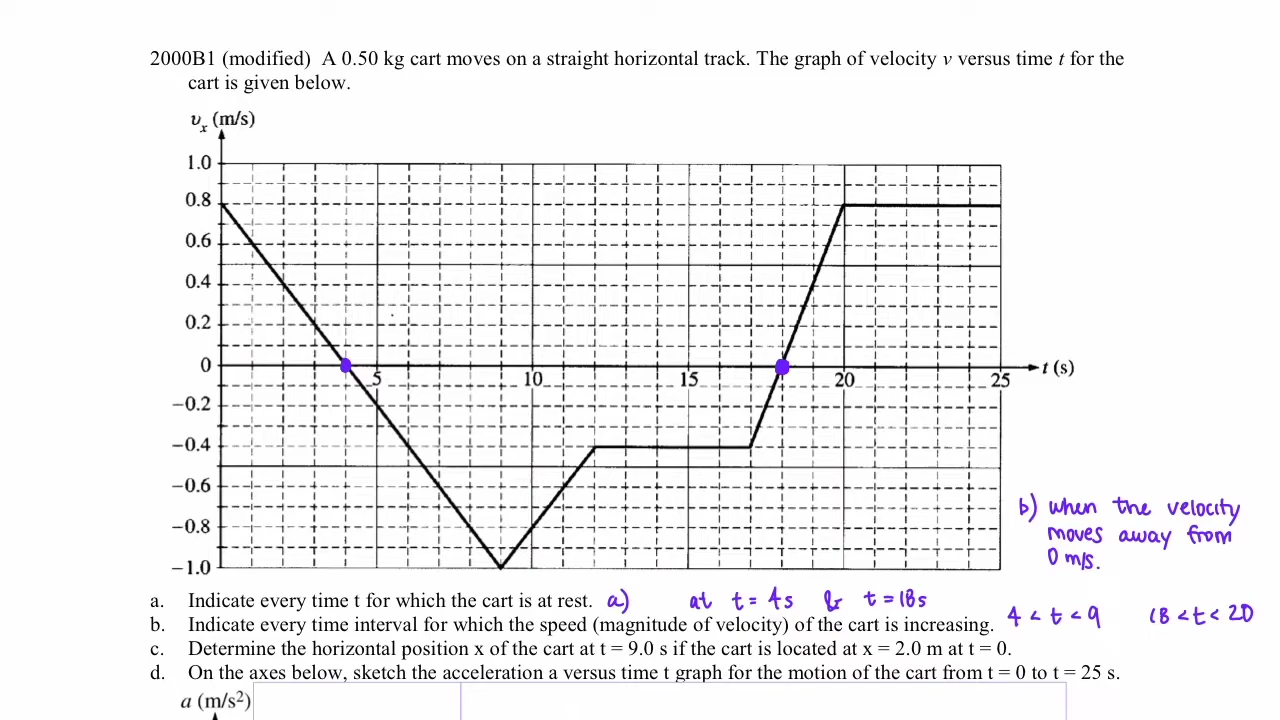 2000B1 (modified) A 0.50 kg cart moves on a straight horizontal track. The graph of velocity v versus time t for the
cart is given below.
υₓ (m/s)
1.0
0.8
0.6
0.4
0.2
0
5
10
15
20
25
t (s)
−0.2
−0.4
−0.6
−0.8
−1.0
b) when the velocity
moves away from
0 m/s.
a. Indicate every time t for which the cart is at rest. a) at t = 4s & t = 18s
b. Indicate every time interval for which the speed (magnitude of velocity) of the cart is increasing. 4 < t < 9 18 < t < 20
c. Determine the horizontal position x of the cart at t = 9.0 s if the cart is located at x = 2.0 m at t = 0.
d. On the axes below, sketch the acceleration a versus time t graph for the motion of the cart from t = 0 to t = 25 s.
a (m/s²)